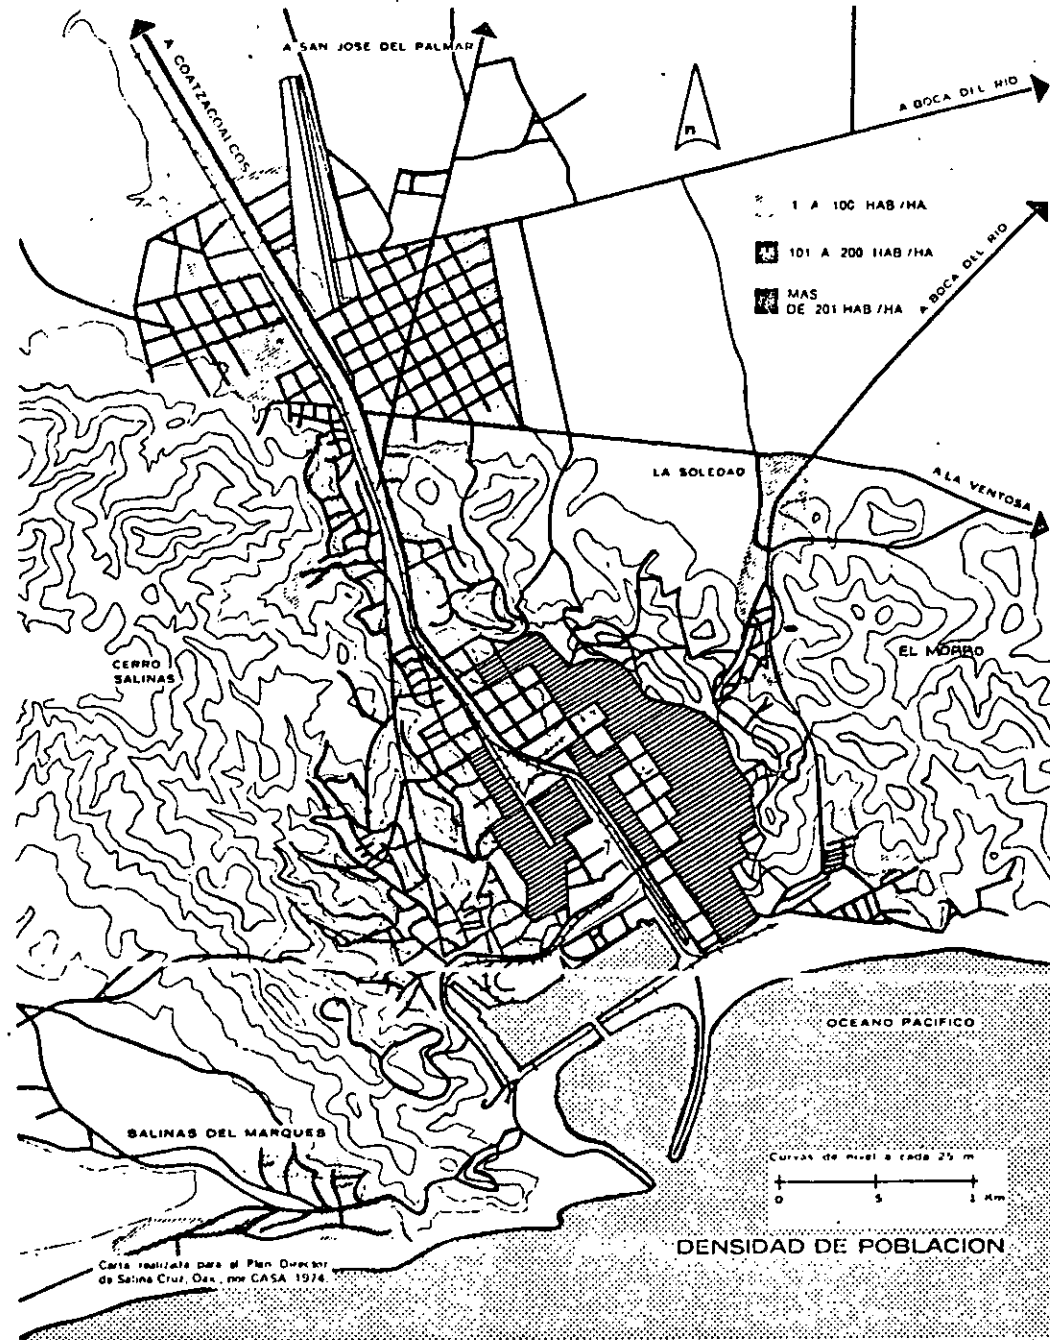 A COATZACOALCOS
A SAN JOSE DEL PALMAR
n
A BOCA DEL RIO
1 A 100 HAB/HA
101 A 200 HAB/HA
MAS
DE 201 HAB/HA
A BOCA DEL RIO
LA SOLEDAD
A LA VENTOSA
CERRO
SALINAS
EL MORRO
OCEANO PACIFICO
SALINAS DEL MARQUES
Curvas de nivel a cada 25 m
0 5 1 Km
DENSIDAD DE POBLACION
Carta realizada para el Plan Director
de Salina Cruz, Oax., por CASA 1974.